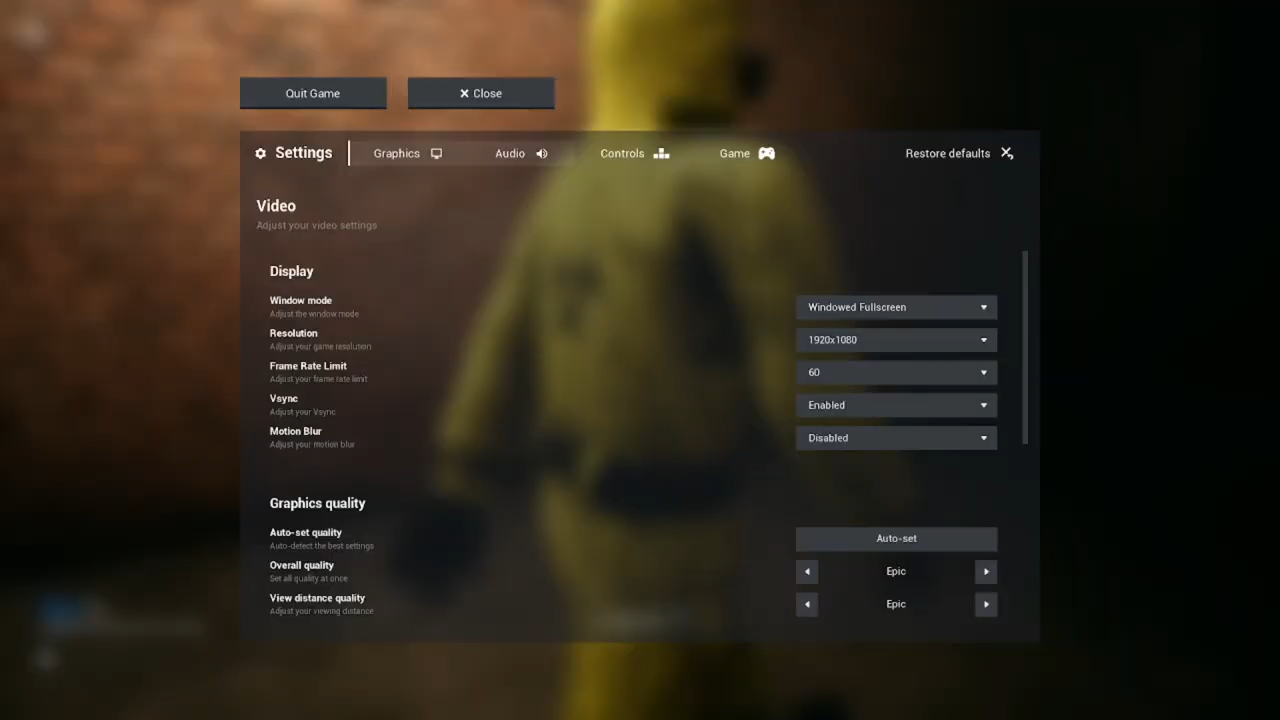 Quit Game
× Close
Settings
Graphics
Audio
Controls
Game
Restore defaults
Video
Adjust your video settings
Display
Window mode
Adjust the window mode
Windowed Fullscreen
Resolution
Adjust your game resolution
1920x1080
Frame Rate Limit
Adjust your frame rate limit
60
Vsync
Adjust your Vsync
Enabled
Motion Blur
Adjust your motion blur
Disabled
Graphics quality
Auto-set quality
Auto-detect the best settings
Auto-set
Overall quality
Set all quality at once
Epic
View distance quality
Adjust your viewing distance
Epic